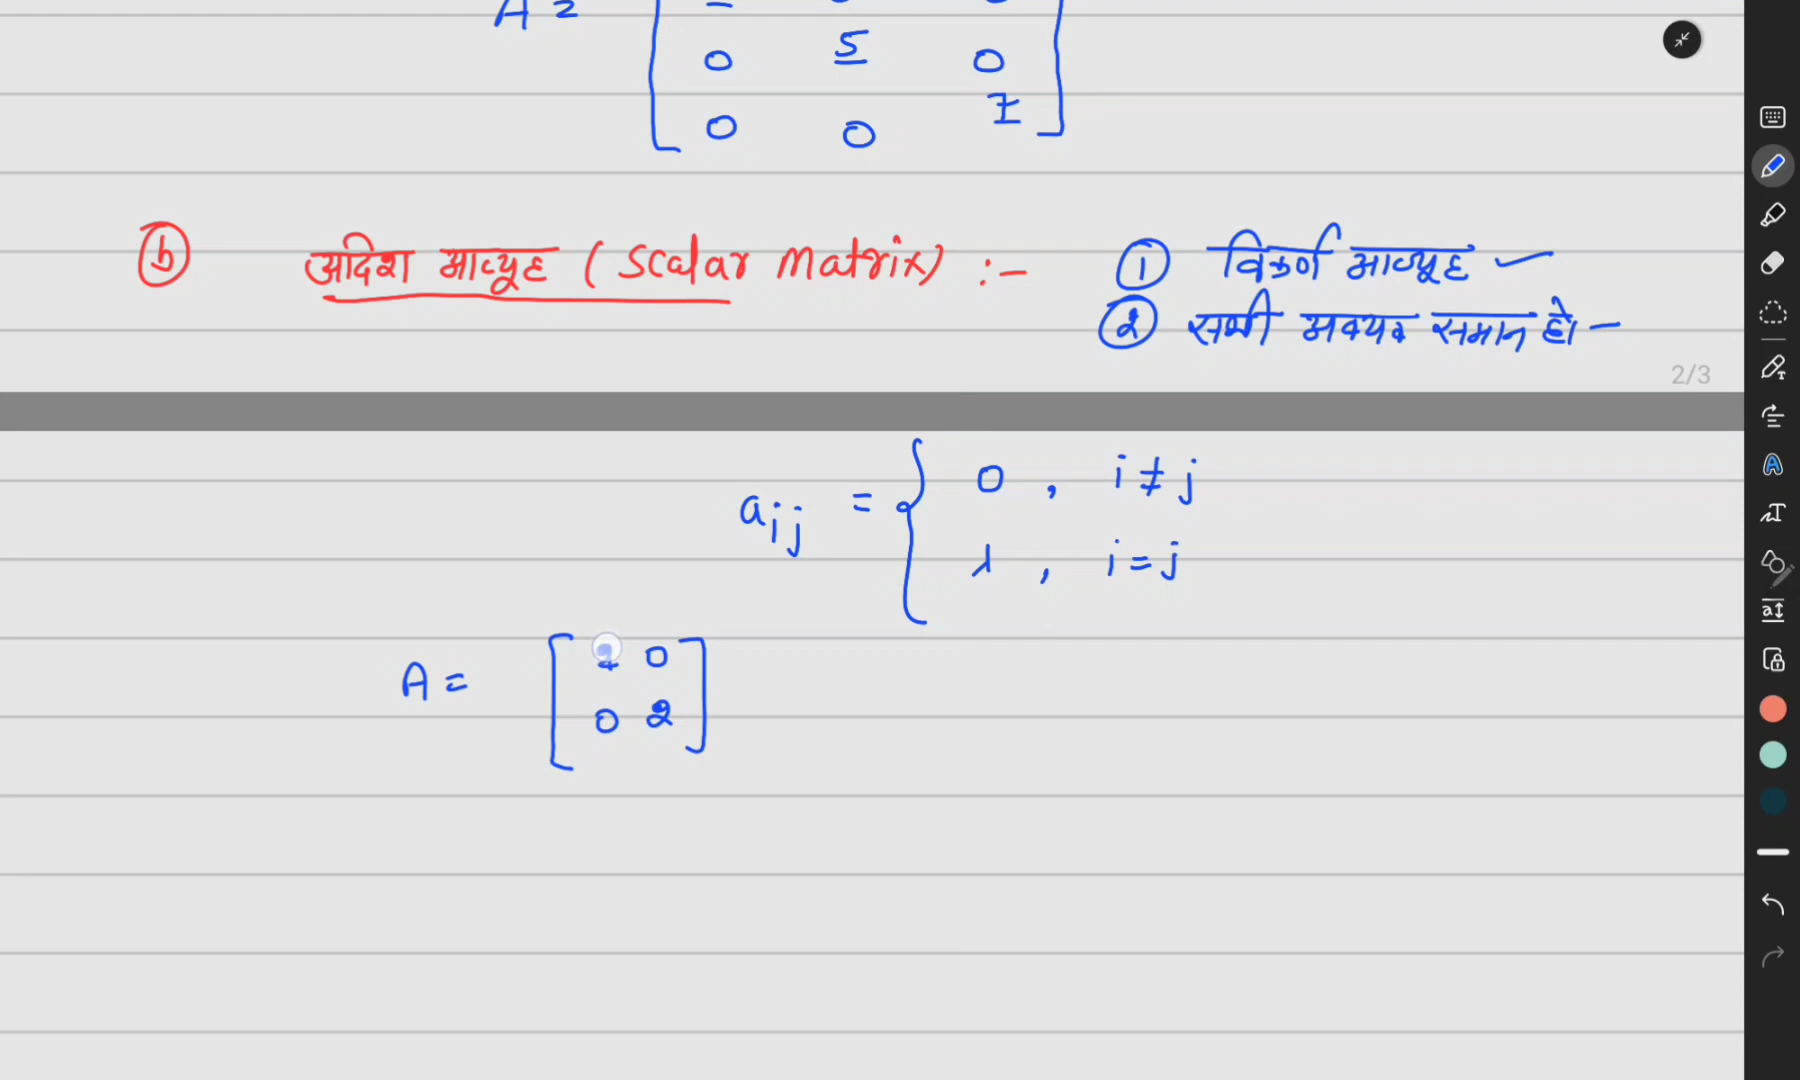 A =
0 5 0
0 0 7
(b) अदिश आव्यूह (Scalar Matrix) :-
(1) विकर्ण आव्यूह
(2) सभी अवयव समान हो -
2/3
0 , i ≠ j
aij =
λ , i = j
2 0
A =
0 2